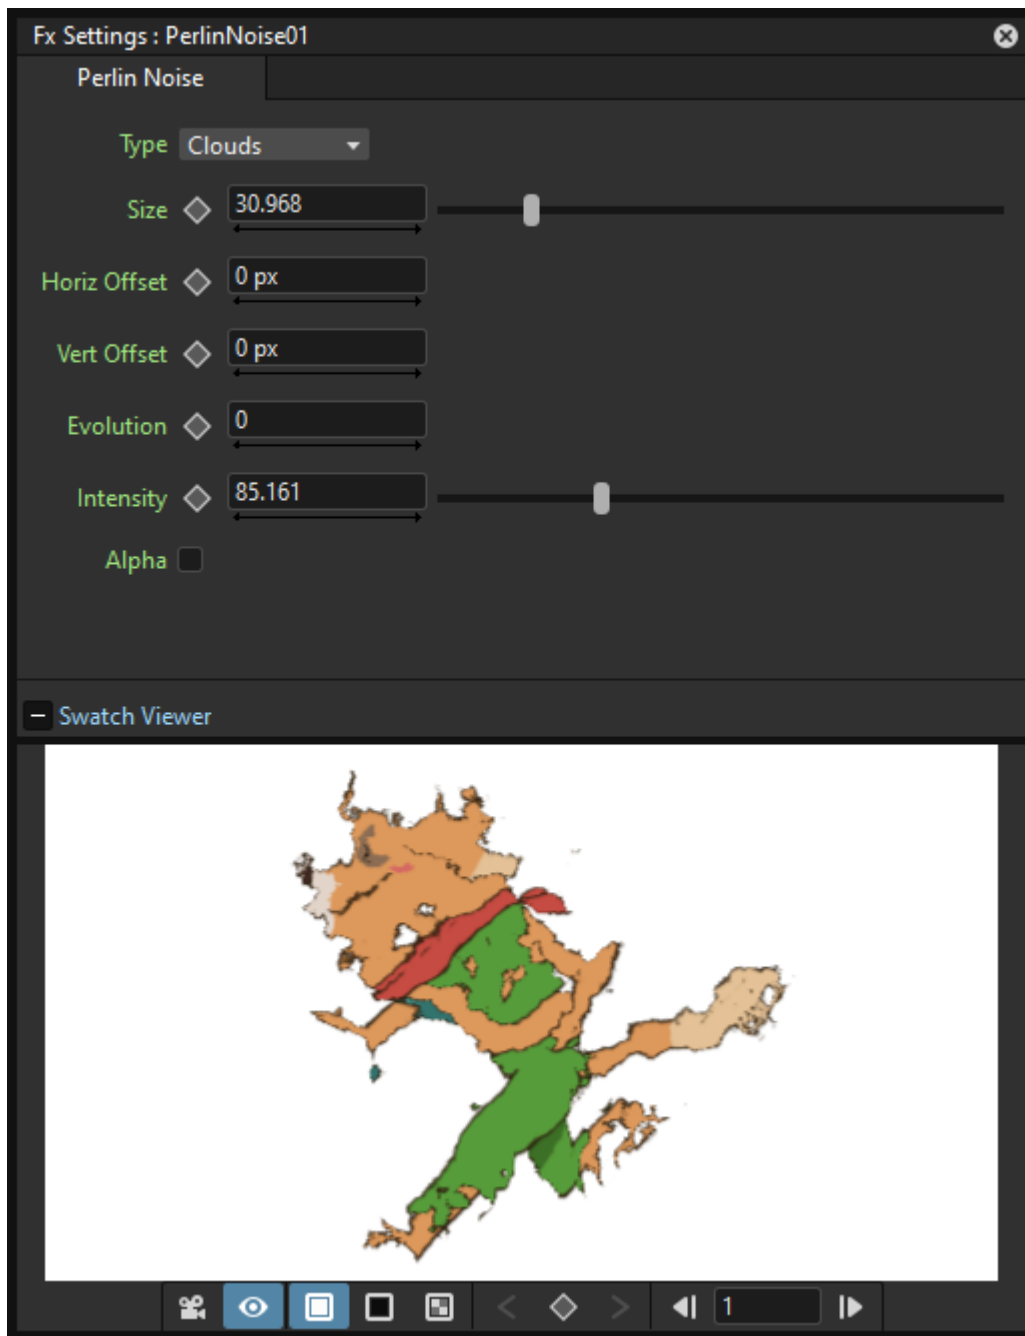 Fx Settings : PerlinNoise01
Perlin Noise
Type Clouds
Size 30.968
Horiz Offset 0 px
Vert Offset 0 px
Evolution 0
Intensity 85.161
Alpha
Swatch Viewer
1